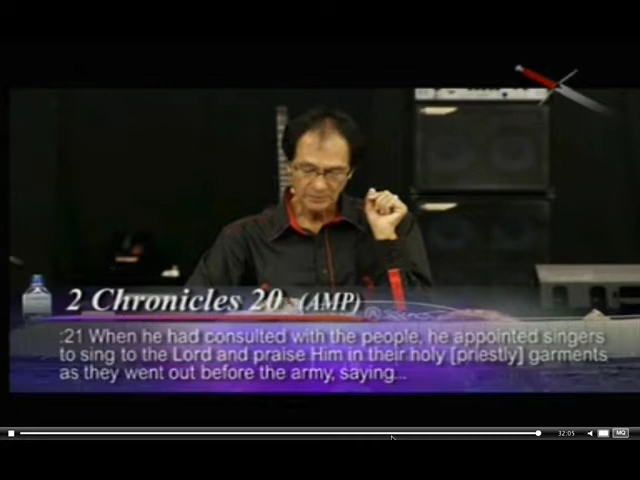 2 Chronicles 20 (AMP)
:21 When he had consulted with the people, he appointed singers
to sing to the Lord and praise Him in their holy [priestly] garments
as they went out before the army, saying...
32:05
MQ